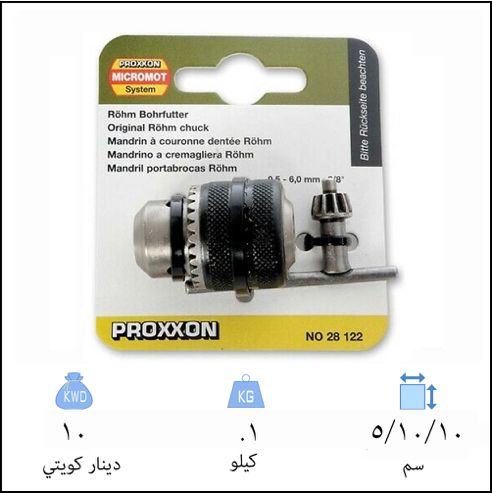 PROXXON
MICROMOT
System
Röhm Bohrfutter
Original Röhm chuck
Mandrin à couronne dentée Röhm
Mandrino a cremagliera Röhm
Mandril portabrocas Röhm
0,5 - 6,0 mm - 3/8"
Bitte Rückseite beachten
PROXXON
NO 28 122
KWD
KG
١٠
.١
٥/١٠/١٠
دينار كويتي
كيلو
سم